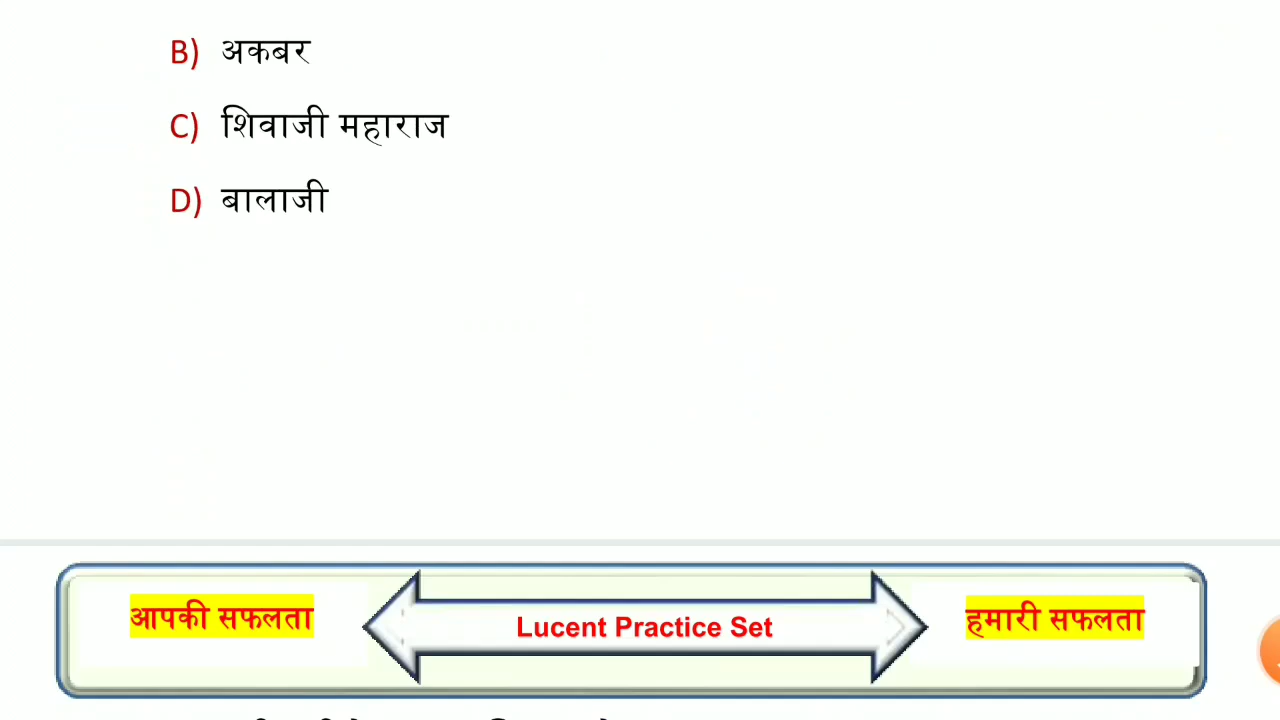 B) अकबर
C) शिवाजी महाराज
D) बालाजी
आपकी सफलता
Lucent Practice Set
हमारी सफलता